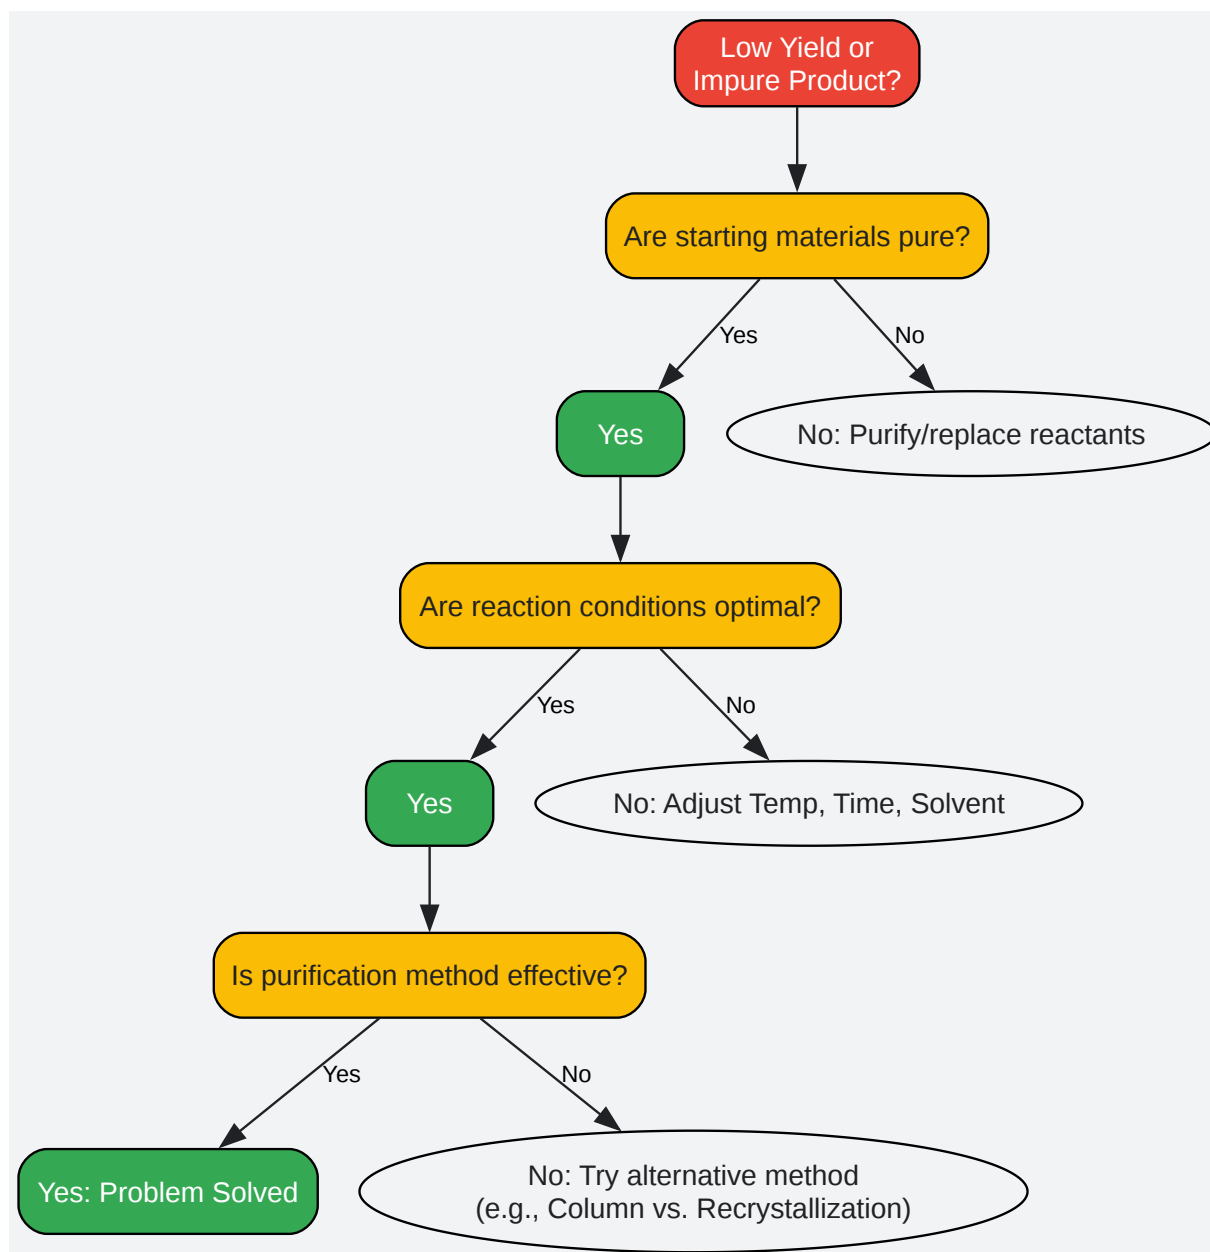 Low Yield or
Impure Product?
Are starting materials pure?
Yes
No
Yes
No: Purify/replace reactants
Are reaction conditions optimal?
Yes
No
Yes
No: Adjust Temp, Time, Solvent
Is purification method effective?
Yes
No
Yes: Problem Solved
No: Try alternative method
(e.g., Column vs. Recrystallization)